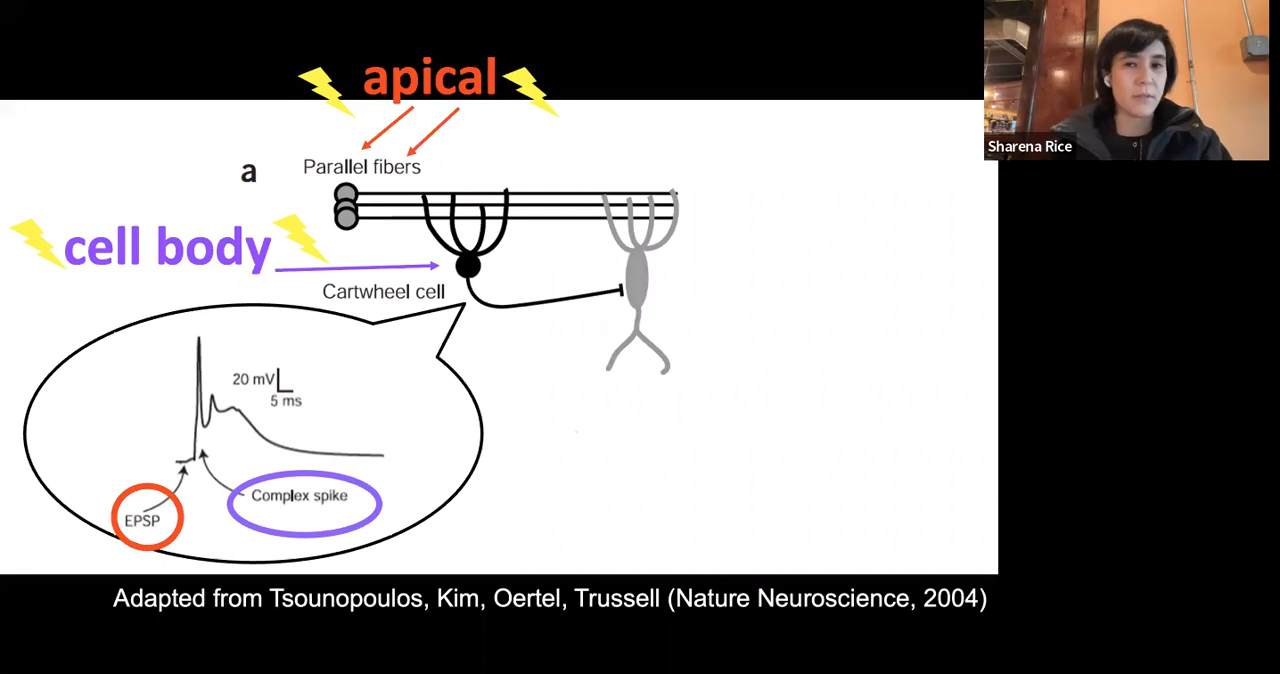 apical
Sharena Rice
a
Parallel fibers
cell body
Cartwheel cell
20 mV
5 ms
Complex spike
EPSP
Adapted from Tsounopoulos, Kim, Oertel, Trussell (Nature Neuroscience, 2004)